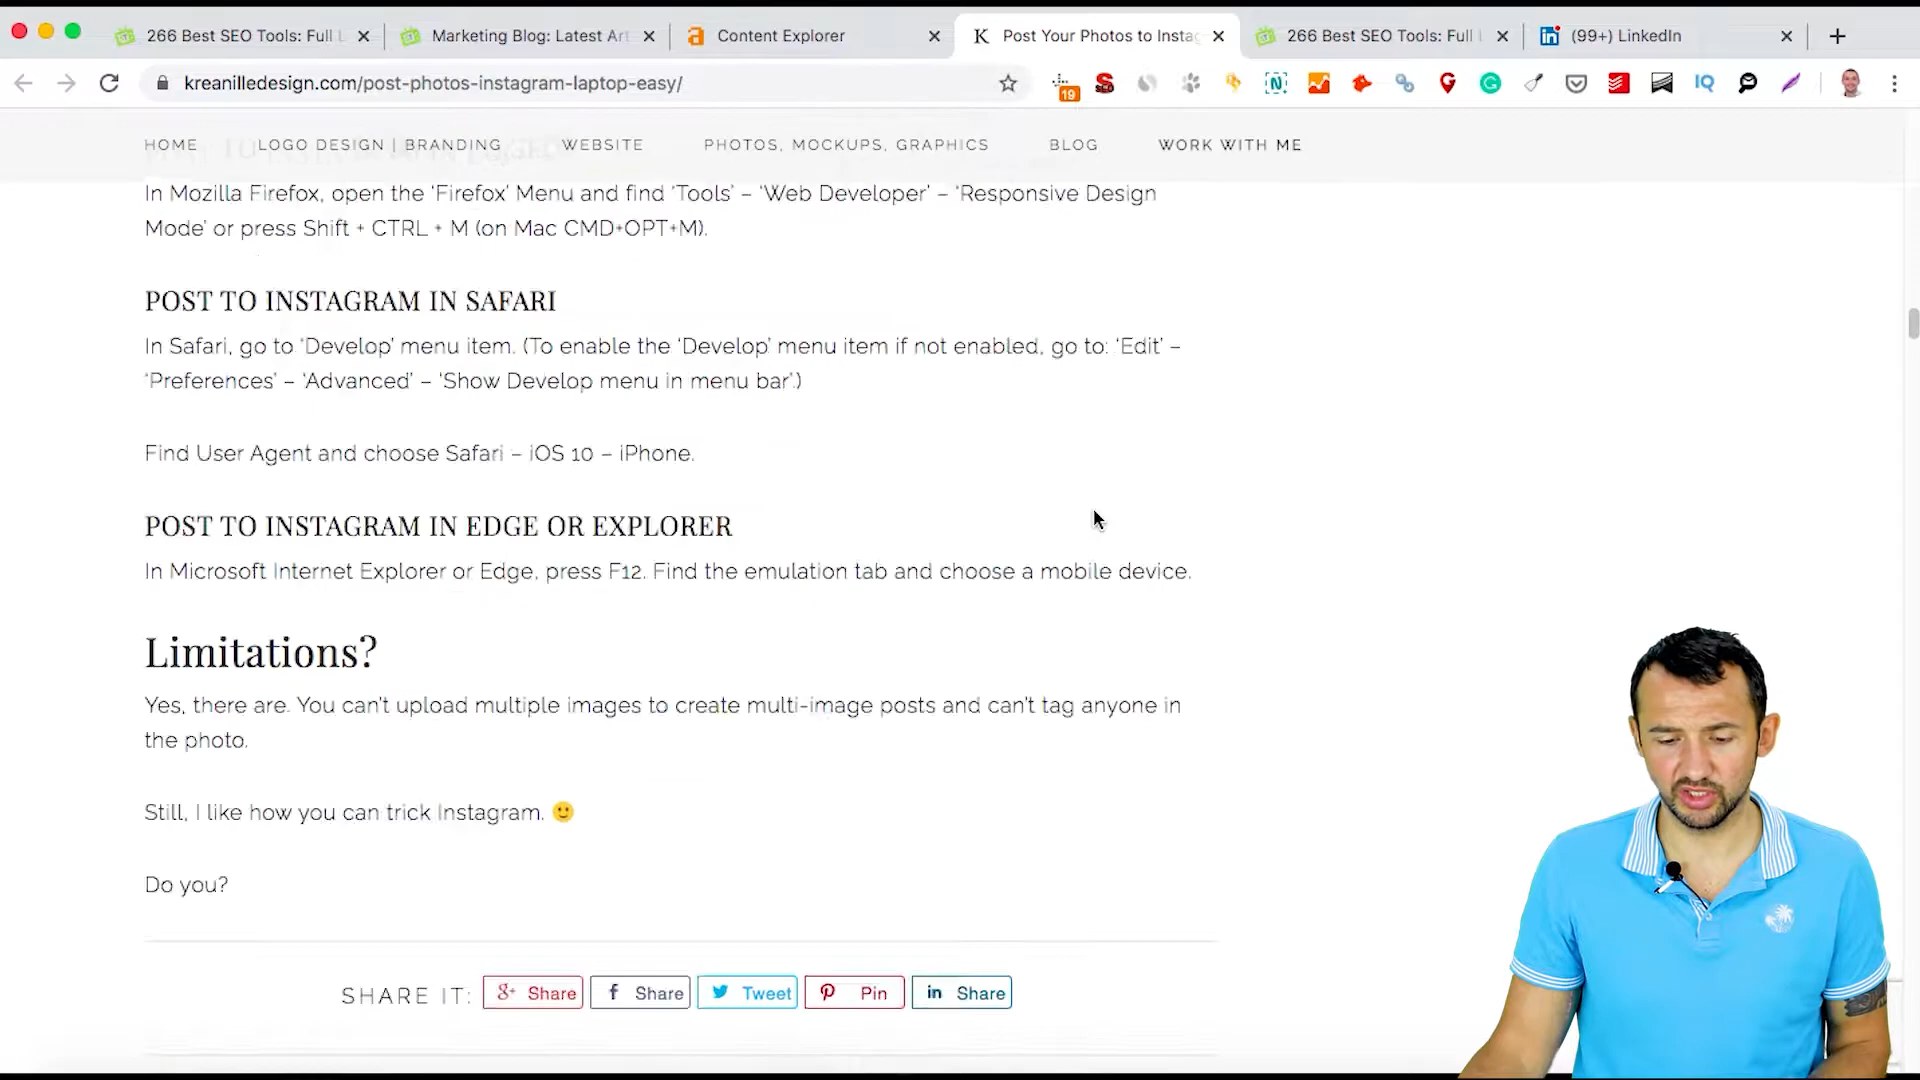 266 Best SEO Tools: Full L
Marketing Blog: Latest Art
Content Explorer
Post Your Photos to Instag
266 Best SEO Tools: Full L
(99+) LinkedIn
kreanilledesign.com/post-photos-instagram-laptop-easy/
19
HOME
LOGO DESIGN | BRANDING
WEBSITE
PHOTOS, MOCKUPS, GRAPHICS
BLOG
WORK WITH ME
In Mozilla Firefox, open the ‘Firefox’ Menu and find ‘Tools’ – ‘Web Developer’ – ‘Responsive Design
Mode’ or press Shift + CTRL + M (on Mac CMD+OPT+M).
POST TO INSTAGRAM IN SAFARI
In Safari, go to ‘Develop’ menu item. (To enable the ‘Develop’ menu item if not enabled, go to: ‘Edit’ –
‘Preferences’ – ‘Advanced’ – ‘Show Develop menu in menu bar’.)
Find User Agent and choose Safari – iOS 10 – iPhone.
POST TO INSTAGRAM IN EDGE OR EXPLORER
In Microsoft Internet Explorer or Edge, press F12. Find the emulation tab and choose a mobile device.
Limitations?
Yes, there are. You can’t upload multiple images to create multi-image posts and can’t tag anyone in
the photo.
Still, I like how you can trick Instagram. 🙂
Do you?
SHARE IT:
Share
Share
Tweet
Pin
Share